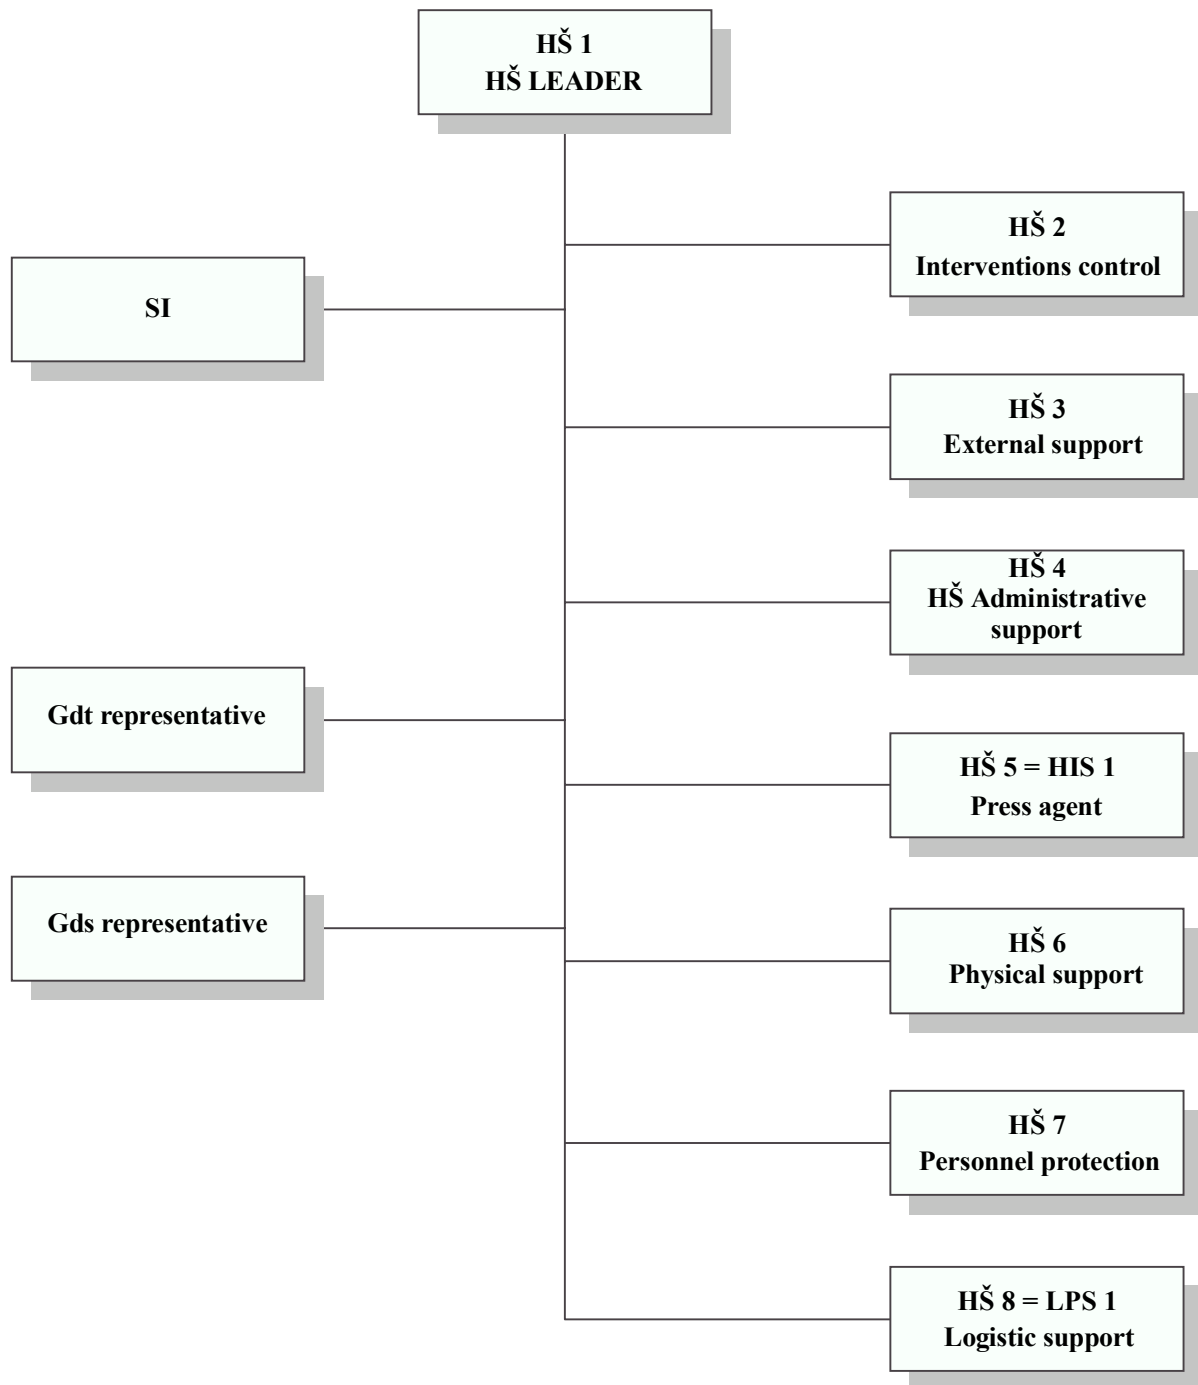 HŠ 1
HŠ LEADER
HŠ 2
Interventions control
SI
HŠ 3
External support
HŠ 4
HŠ Administrative
support
Gdt representative
HŠ 5 = HIS 1
Press agent
Gds representative
HŠ 6
Physical support
HŠ 7
Personnel protection
HŠ 8 = LPS 1
Logistic support